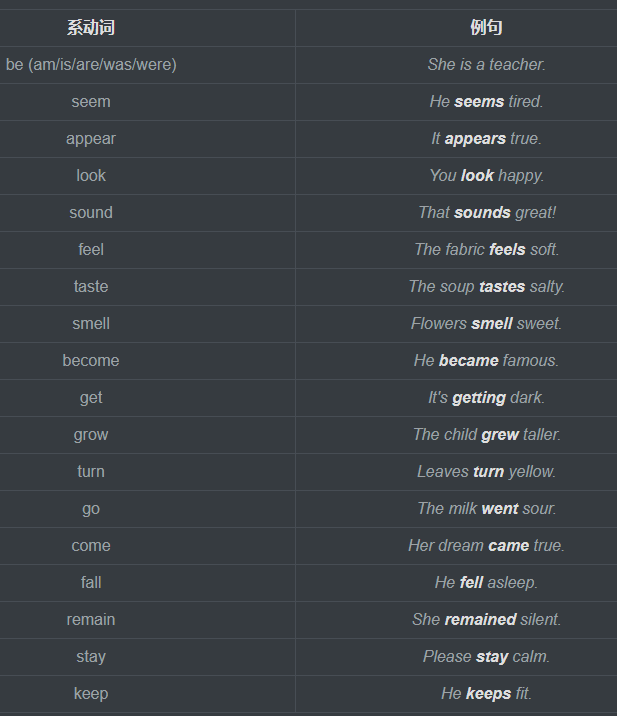 系动词 例句
be (am/is/are/was/were) She is a teacher.
seem He seems tired.
appear It appears true.
look You look happy.
sound That sounds great!
feel The fabric feels soft.
taste The soup tastes salty.
smell Flowers smell sweet.
become He became famous.
get It's getting dark.
grow The child grew taller.
turn Leaves turn yellow.
go The milk went sour.
come Her dream came true.
fall He fell asleep.
remain She remained silent.
stay Please stay calm.
keep He keeps fit.